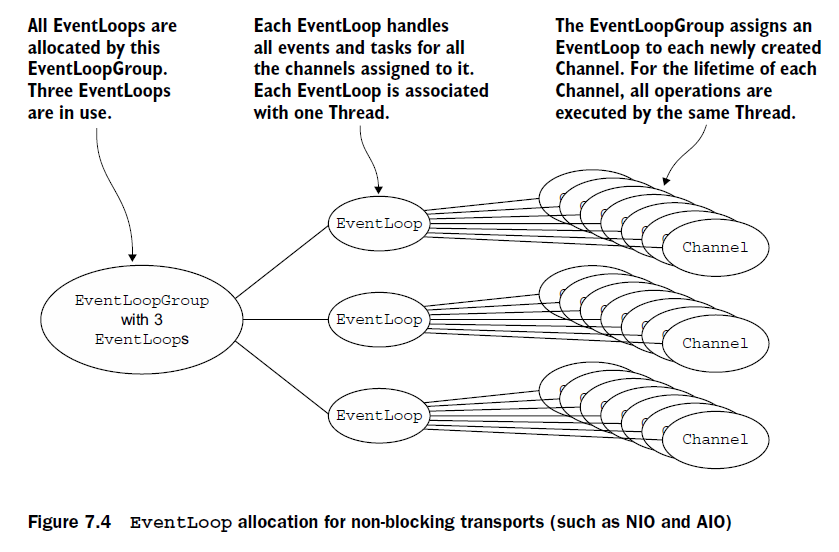 All EventLoops are
allocated by this
EventLoopGroup.
Three EventLoops
are in use.
Each EventLoop handles
all events and tasks for all
the channels assigned to it.
Each EventLoop is associated
with one Thread.
The EventLoopGroup assigns an
EventLoop to each newly created
Channel. For the lifetime of each
Channel, all operations are
executed by the same Thread.
EventLoopGroup
with 3
EventLoops
EventLoop
Channel
EventLoop
Channel
EventLoop
Channel
Figure 7.4 EventLoop allocation for non-blocking transports (such as NIO and AIO)